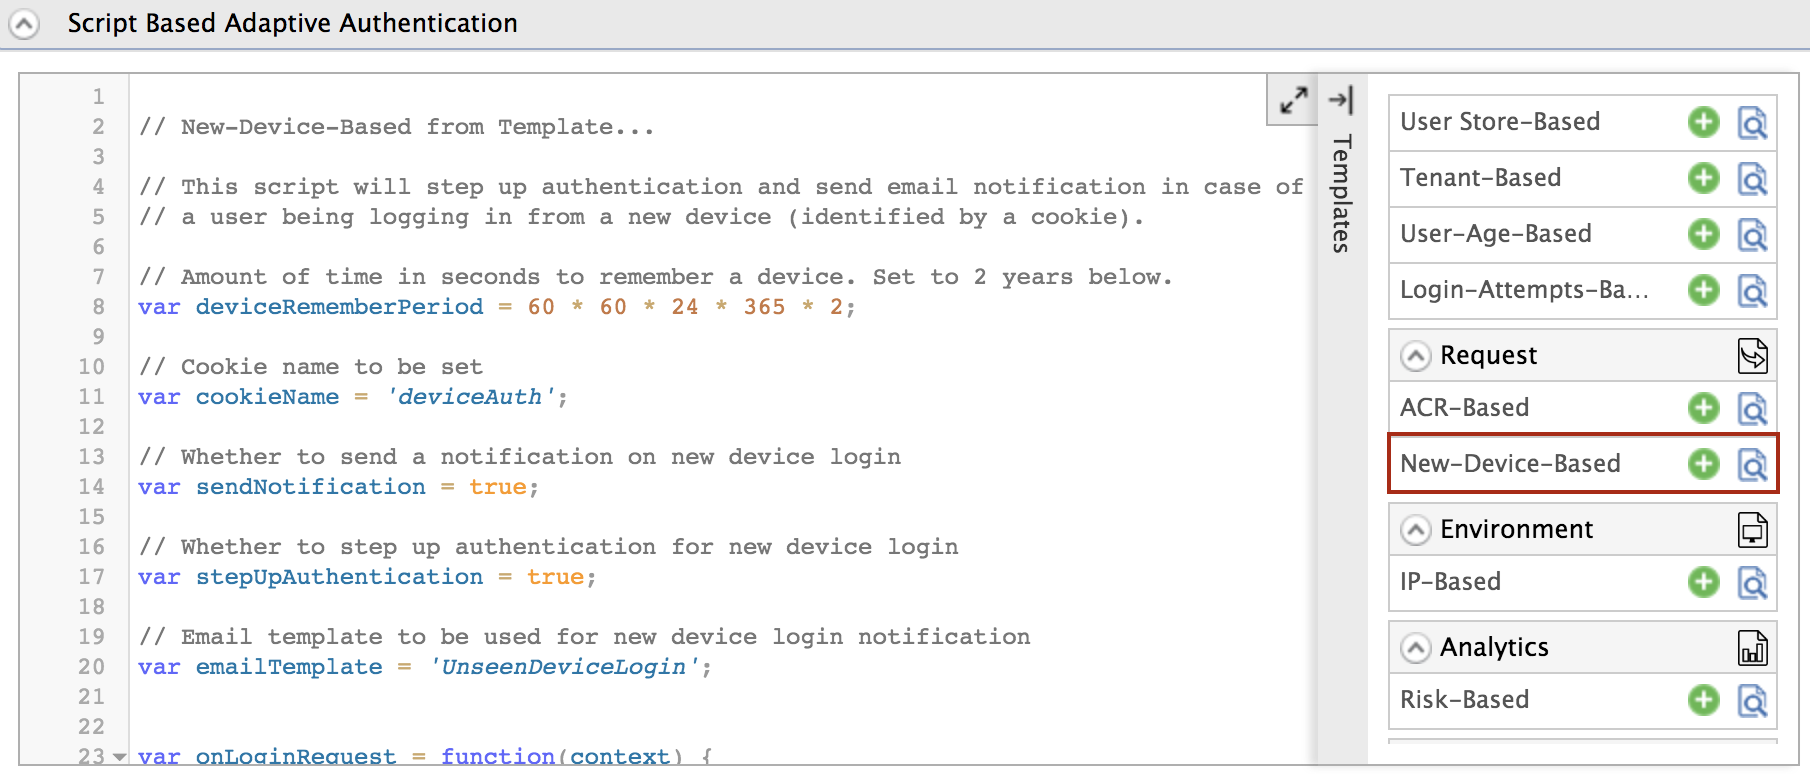 Script Based Adaptive Authentication
1
2 // New-Device-Based from Template...
3
4 // This script will step up authentication and send email notification in case of
5 // a user being logging in from a new device (identified by a cookie).
6
7 // Amount of time in seconds to remember a device. Set to 2 years below.
8 var deviceRememberPeriod = 60 * 60 * 24 * 365 * 2;
9
10 // Cookie name to be set
11 var cookieName = 'deviceAuth';
12
13 // Whether to send a notification on new device login
14 var sendNotification = true;
15
16 // Whether to step up authentication for new device login
17 var stepUpAuthentication = true;
18
19 // Email template to be used for new device login notification
20 var emailTemplate = 'UnseenDeviceLogin';
21
22
23 var onLoginRequest = function(context) {
Templates
User Store-Based
Tenant-Based
User-Age-Based
Login-Attempts-Ba...
Request
ACR-Based
New-Device-Based
Environment
IP-Based
Analytics
Risk-Based